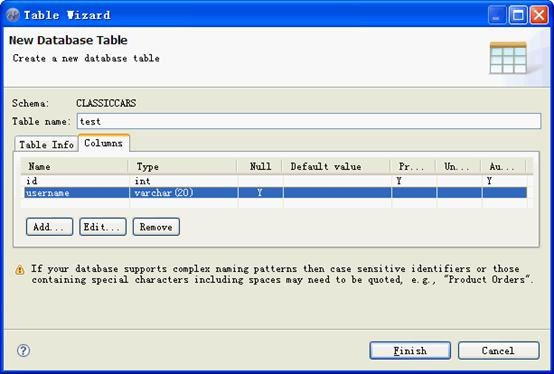 Table Wizard
New Database Table
Create a new database table
Schema: CLASSICCARS
Table name: test
Table Info Columns
Name Type Null Default value Pr... Un... Au...
id int Y Y
username varchar(20) Y
Add... Edit... Remove
If your database supports complex naming patterns then case sensitive identifiers or those
containing special characters including spaces may need to be quoted, e.g., "Product Orders".
? Finish Cancel